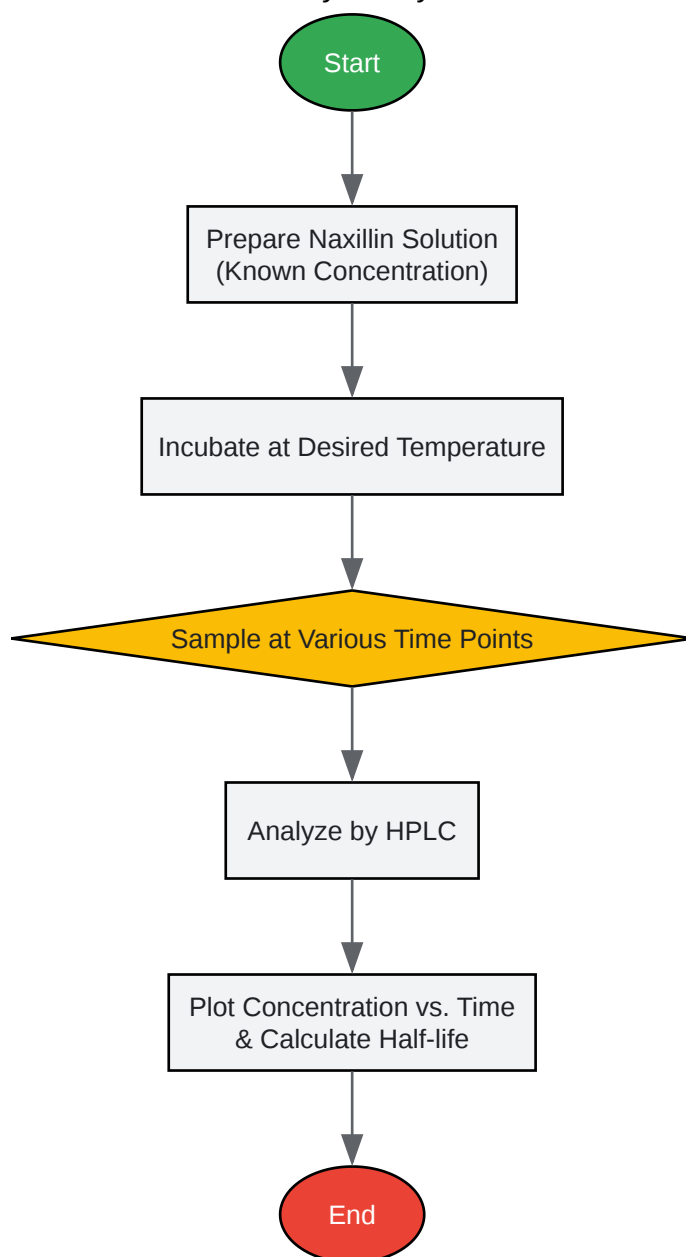 Start
Prepare Naxillin Solution
(Known Concentration)
Incubate at Desired Temperature
Sample at Various Time Points
Analyze by HPLC
Plot Concentration vs. Time
& Calculate Half-life
End